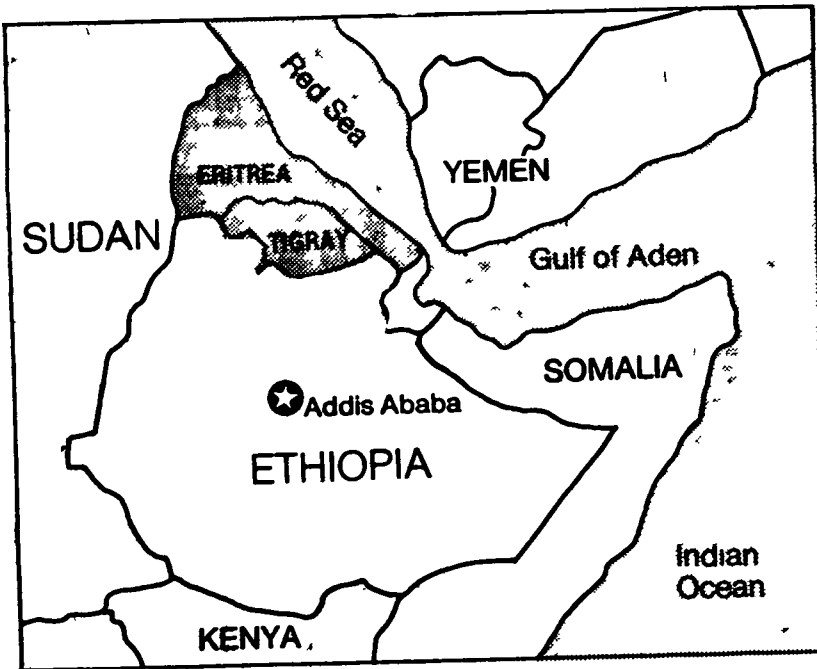 Red Sea
YEMEN
ERITREA
SUDAN
TIGRAY
Gulf of Aden
SOMALIA
Addis Ababa
ETHIOPIA
Indian
Ocean
KENYA